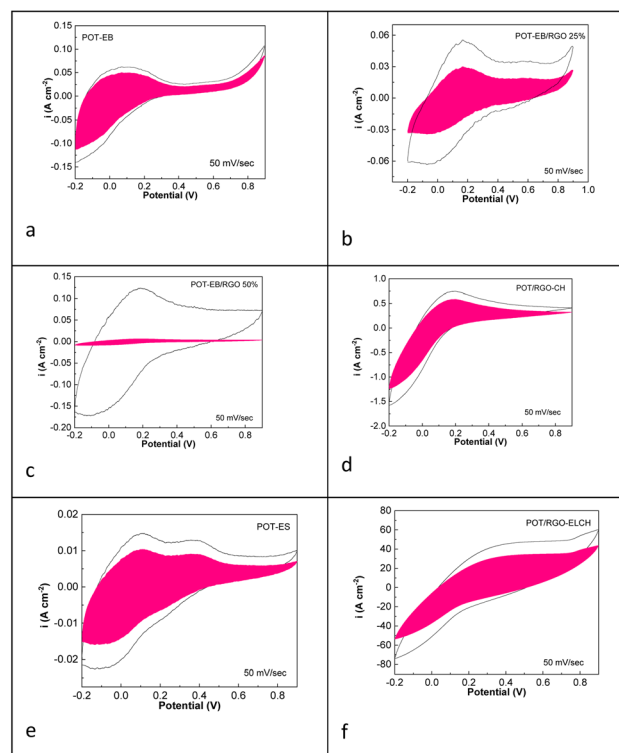 POT-EB
0.15
0.10
0.05
0.00
-0.05
-0.10
-0.15
i (A cm-2)
50 mV/sec
-0.2 0.0 0.2 0.4 0.6 0.8
Potential (V)
a
POT-EB/RGO 25%
0.06
0.03
0.00
-0.03
-0.06
i (A cm-2)
50 mV/sec
-0.2 0.0 0.2 0.4 0.6 0.8 1.0
Potential (V)
b
POT-EB/RGO 50%
0.15
0.10
0.05
0.00
-0.05
-0.10
-0.15
-0.20
i (A cm-2)
50 mV/sec
-0.2 0.0 0.2 0.4 0.6 0.8
Potential (V)
c
POT/RGO-CH
1.0
0.5
0.0
-0.5
-1.0
-1.5
-2.0
i (A cm-2)
50 mV/sec
-0.2 0.0 0.2 0.4 0.6 0.8
Potential (V)
d
POT-ES
0.02
0.01
0.00
-0.01
-0.02
i (A cm-2)
50 mV/sec
-0.2 0.0 0.2 0.4 0.6 0.8
Potential (V)
e
POT/RGO-ELCH
80
60
40
20
0
-20
-40
-60
-80
i (A cm-2)
50 mV/sec
-0.2 0.0 0.2 0.4 0.6 0.8
Potential (V)
f